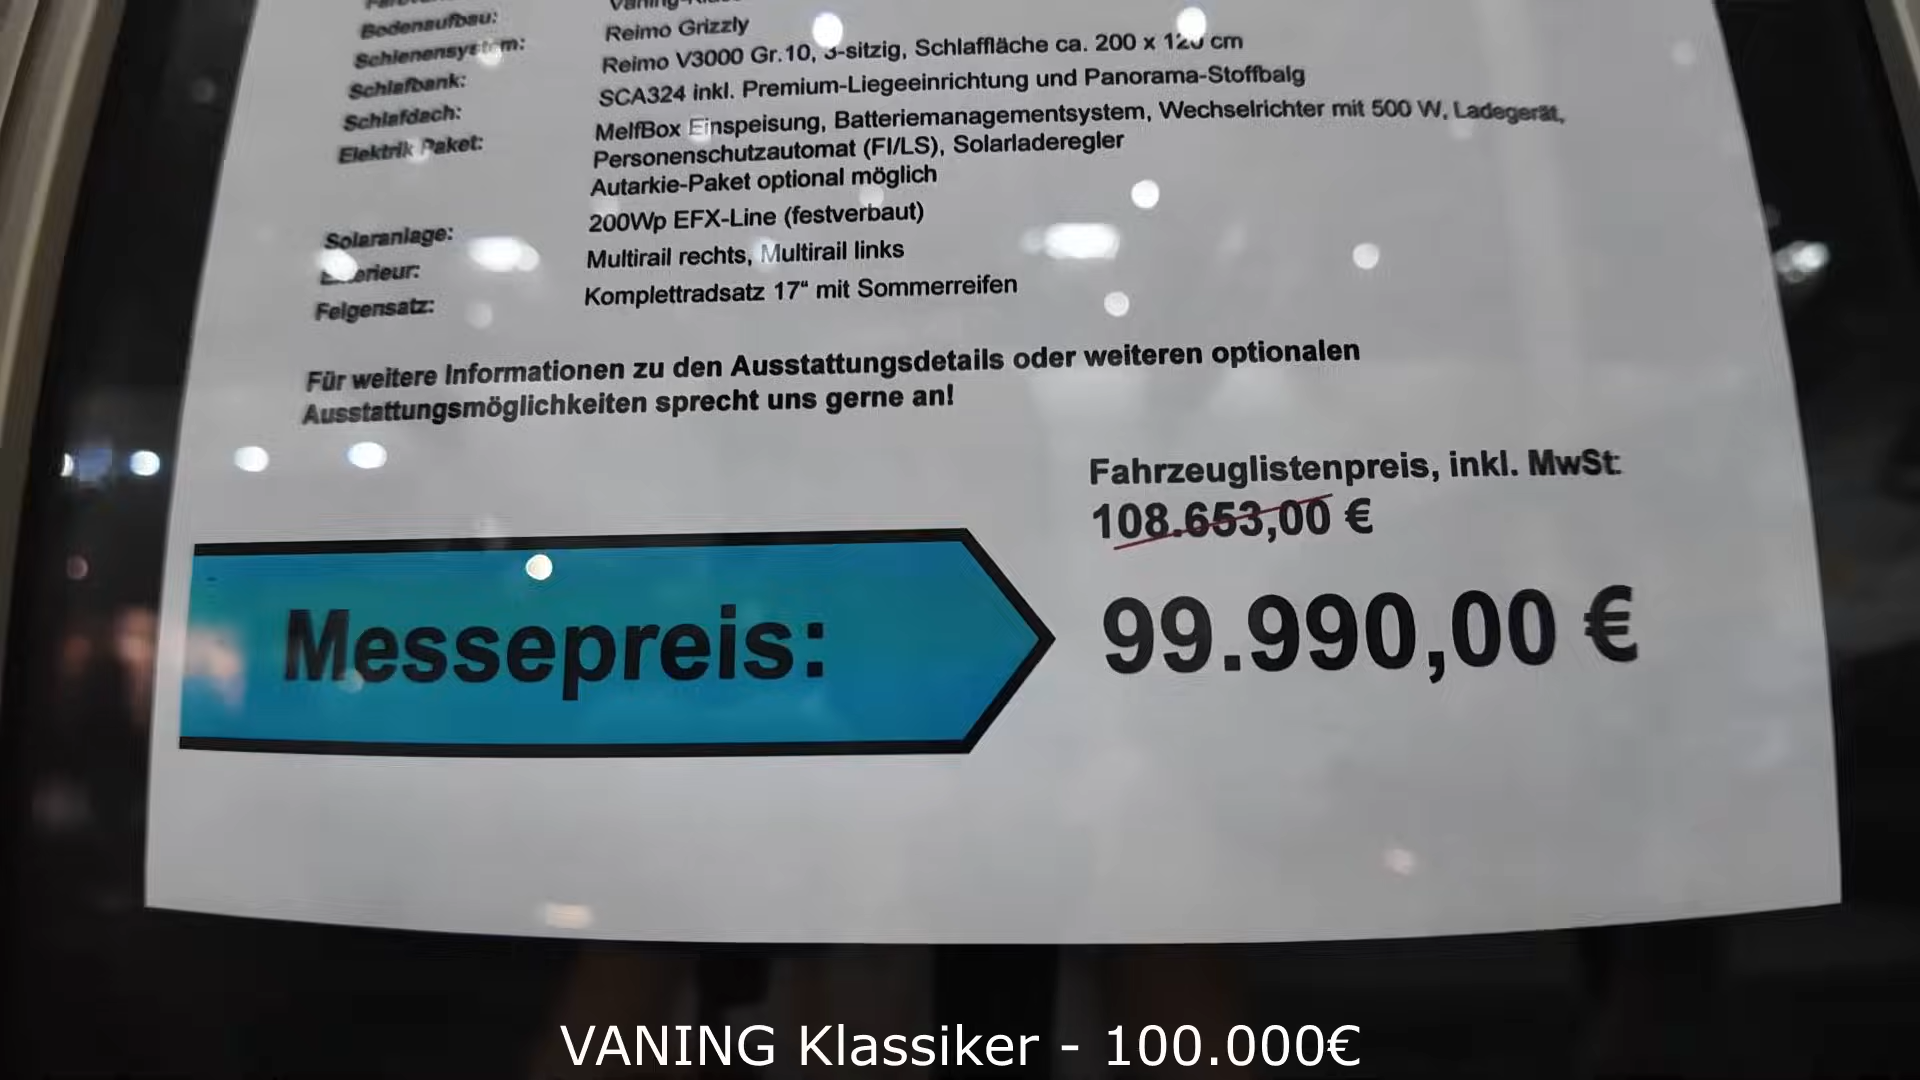 Bodenaufbau: Reimo Grizzly
Schienensystem: Reimo V3000 Gr.10, 3-sitzig, Schlaffläche ca. 200 x 120 cm
Schlafbank: SCA324 inkl. Premium-Liegeeinrichtung und Panorama-Stoffbalg
Schlafdach: MelfBox Einspeisung, Batteriemanagementsystem, Wechselrichter mit 500 W, Ladegerät,
Elektrik Paket: Personenschutzautomat (FI/LS), Solarladeregler
Autarkie-Paket optional möglich
Solaranlage: 200Wp EFX-Line (festverbaut)
Exterieur: Multirail rechts, Multirail links
Felgensatz: Komplettradsatz 17“ mit Sommerreifen
Für weitere Informationen zu den Ausstattungsdetails oder weiteren optionalen
Ausstattungsmöglichkeiten sprecht uns gerne an!
Fahrzeuglistenpreis, inkl. MwSt:
108.653,00 €
Messepreis: 99.990,00 €
VANING Klassiker - 100.000€